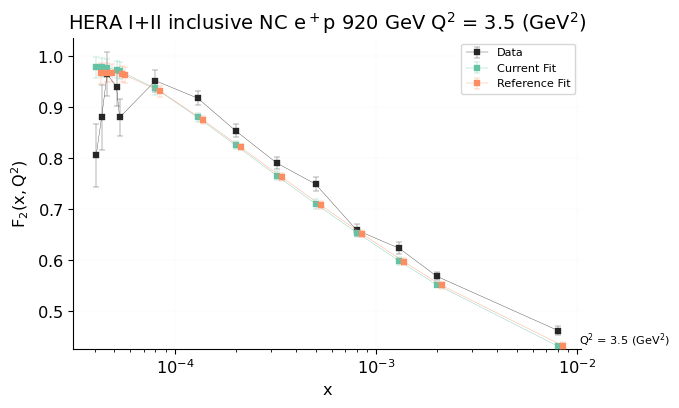 HERA I+II inclusive NC e⁺p 920 GeV Q² = 3.5 (GeV²)
Data
Current Fit
Reference Fit
F₂(x, Q²)
1.0
0.9
0.8
0.7
0.6
0.5
Q² = 3.5 (GeV²)
10⁻⁴
10⁻³
10⁻²
x